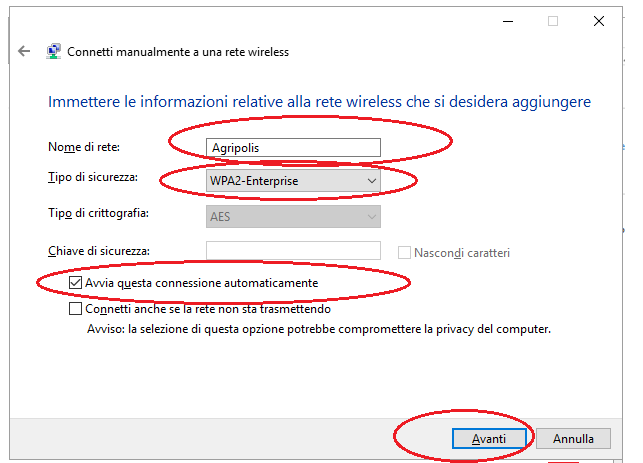 Connetti manualmente a una rete wireless
Immettere le informazioni relative alla rete wireless che si desidera aggiungere
Nome di rete: Agripolis
Tipo di sicurezza: WPA2-Enterprise
Tipo di crittografia: AES
Chiave di sicurezza: Nascondi caratteri
Avvia questa connessione automaticamente
Connetti anche se la rete non sta trasmettendo
Avviso: la selezione di questa opzione potrebbe compromettere la privacy del computer.
Avanti Annulla